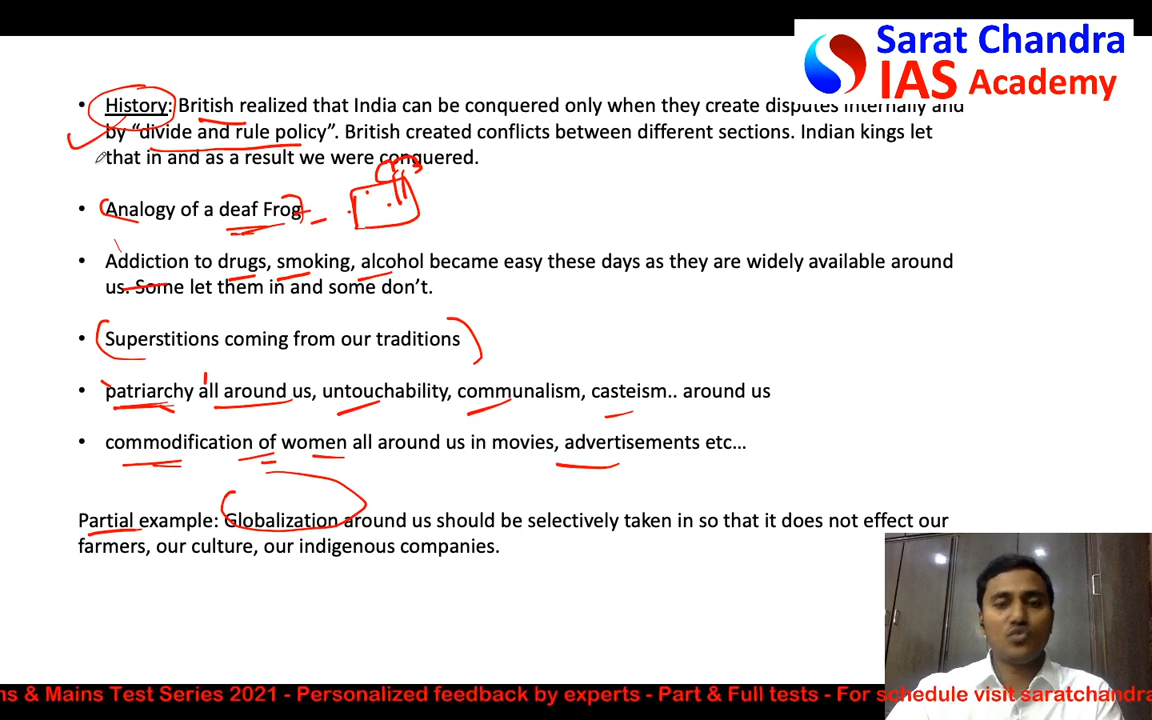 Sarat Chandra
IAS Academy
• History: British realized that India can be conquered only when they create disputes internally and
by “divide and rule policy”. British created conflicts between different sections. Indian kings let
that in and as a result we were conquered.
• Analogy of a deaf Frog
• Addiction to drugs, smoking, alcohol became easy these days as they are widely available around
us. Some let them in and some don’t.
• Superstitions coming from our traditions
• patriarchy all around us, untouchability, communalism, casteism.. around us
• commodification of women all around us in movies, advertisements etc...
Partial example: Globalization around us should be selectively taken in so that it does not effect our
farmers, our culture, our indigenous companies.
ns & Mains Test Series 2021 - Personalized feedback by experts - Part & Full tests - For schedule visit saratchandra